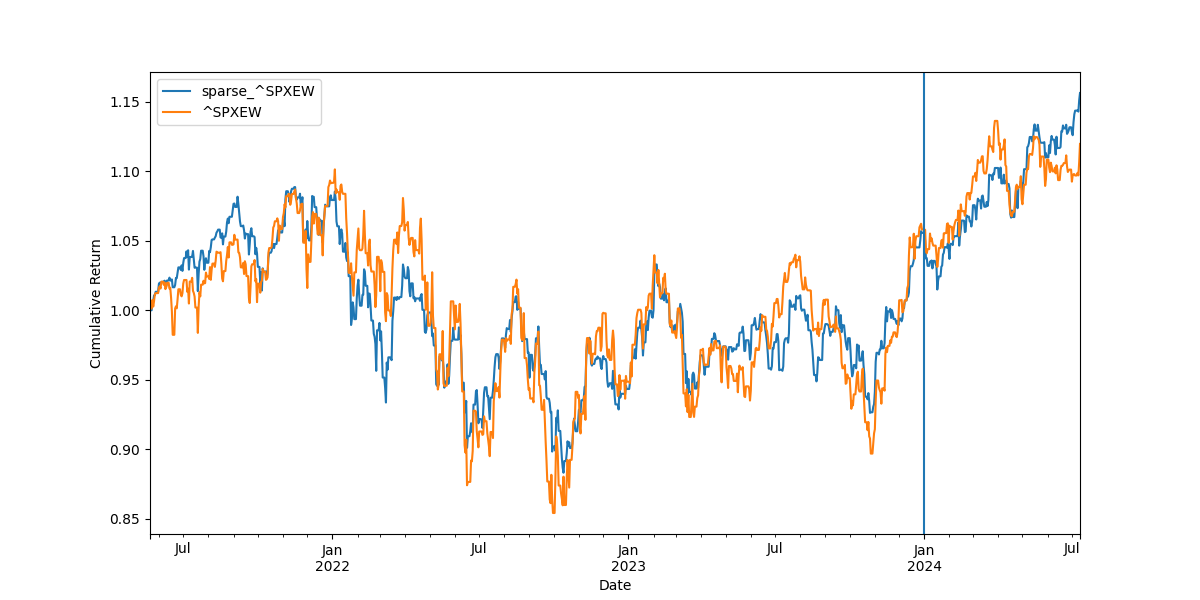 sparse_^SPXEW
^SPXEW
Cumulative Return
1.15
1.10
1.05
1.00
0.95
0.90
0.85
Jul
Jan
2022
Jul
Jan
2023
Jul
Jan
2024
Jul
Date